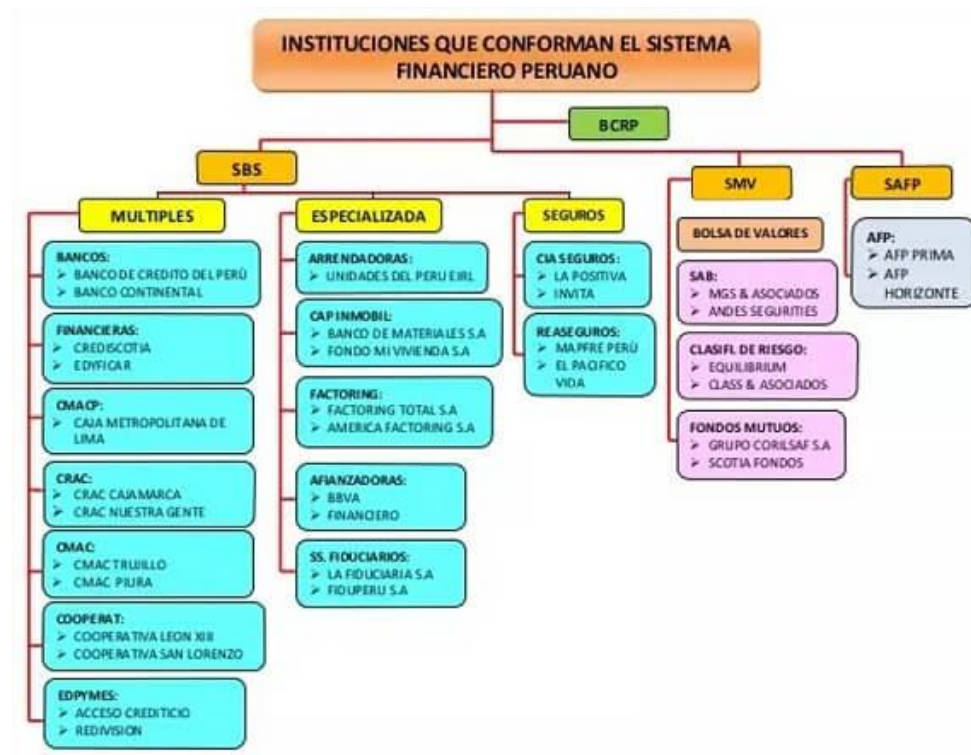 INSTITUCIONES QUE CONFORMAN EL SISTEMA
FINANCIERO PERUANO
BCRP
SBS
SMV
SAFP
MULTIPLES
BANCOS:
➢ BANCO DE CREDITO DEL PERÙ
➢ BANCO CONTINENTAL
FINANCIERAS:
➢ CREDISCOTIA
➢ EDYFICAR
CMACP:
➢ CAJA METROPOLITANA DE
LIMA
CRAC:
➢ CRAC CAJAMARCA
➢ CRAC NUESTRA GENTE
CMAC:
➢ CMAC TRUJILLO
➢ CMAC PIURA
COOPERAT:
➢ COOPERATIVA LEON XIII
➢ COOPERATIVA SAN LORENZO
EDPYMES:
➢ ACCESO CREDITICIO
➢ REDIVISION
ESPECIALIZADA
ARRENDADORAS:
➢ UNIDADES DEL PERU EIRL
CAP INMOBIL:
➢ BANCO DE MATERIALES S.A
➢ FONDO MI VIVIENDA S.A
FACTORING:
➢ FACTORING TOTAL S.A
➢ AMERICA FACTORING S.A
AFIANZADORAS:
➢ BBVA
➢ FINANCIERO
SS. FIDUCIARIOS:
➢ LA FIDUCIARIA S.A
➢ FIDUPERU S.A
SEGUROS
CIA SEGUROS:
➢ LA POSITIVA
➢ INVITA
REASEGUROS:
➢ MAPFRE PERÙ
➢ EL PACIFICO
VIDA
BOLSA DE VALORES
SAB:
➢ MGS & ASOCIADOS
➢ ANDES SEGURITIES
CLASIFI. DE RIESGO:
➢ EQUILIBRIUM
➢ CLASS & ASOCIADOS
FONDOS MUTUOS:
➢ GRUPO CORILSAF S.A
➢ SCOTIA FONDOS
AFP:
➢ AFP PRIMA
➢ AFP
HORIZONTE